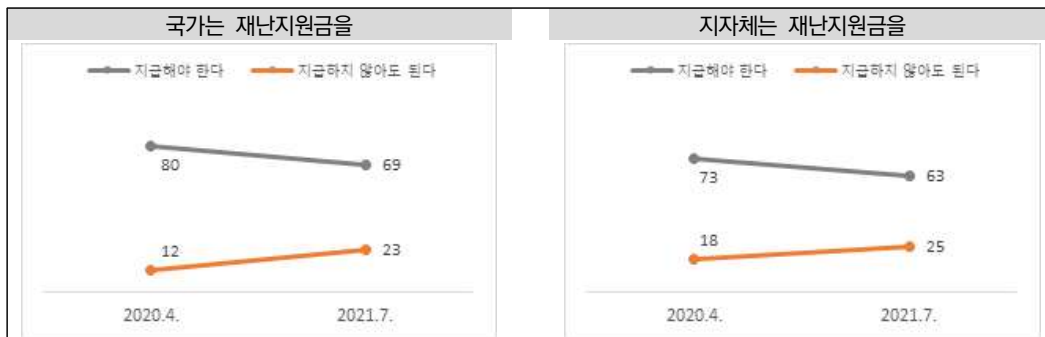 국가는 재난지원금을
지급해야 한다 지급하지 않아도 된다
80 69
12 23
2020.4. 2021.7.
지자체는 재난지원금을
지급해야 한다 지급하지 않아도 된다
73 63
18 25
2020.4. 2021.7.